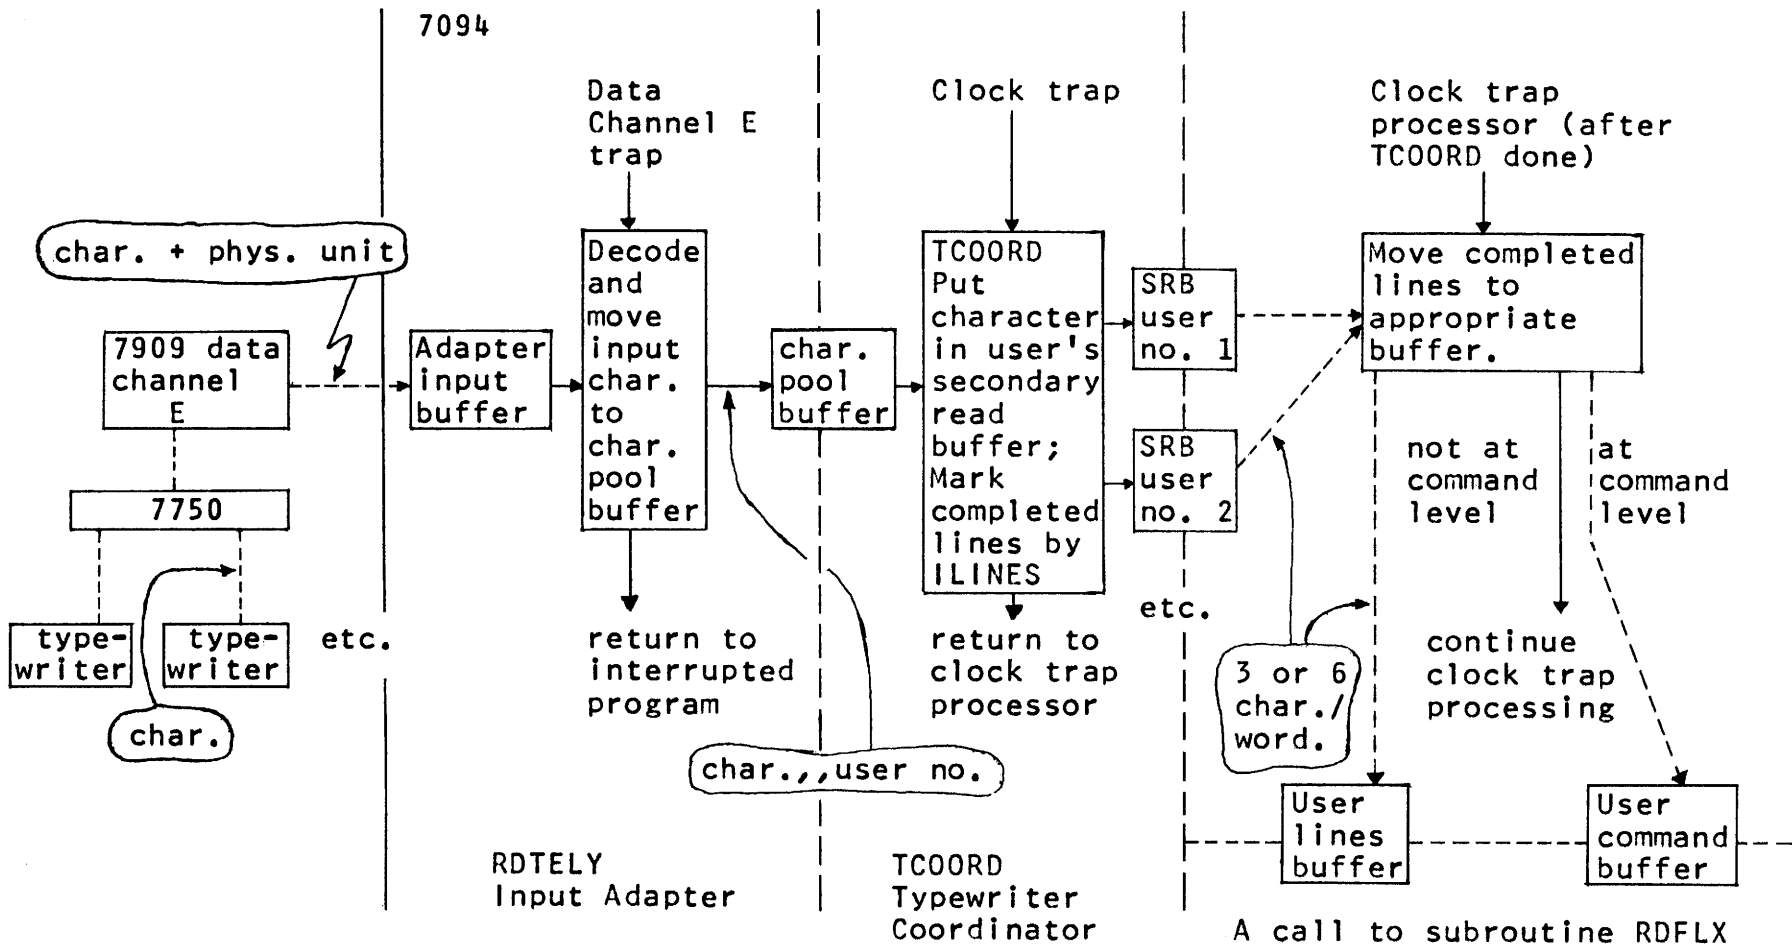 7094
Data
Channel E
trap
Clock trap
Clock trap
processor (after
TCOORD done)
char. + phys. unit
7909 data
channel
E
7750
type-
writer
type-
writer
etc.
char.
Adapter
input
buffer
Decode
and
move
input
char.
to
char.
pool
buffer
return to
interrupted
program
char.
pool
buffer
char.,,user no.
TCOORD
Put
character
in user's
secondary
read
buffer;
Mark
completed
lines by
ILINES
return to
clock trap
processor
SRB
user
no. 1
SRB
user
no. 2
etc.
Move completed
lines to
appropriate
buffer.
not at
command
level
at
command
level
3 or 6
char./
word.
continue
clock trap
processing
User
lines
buffer
User
command
buffer
RDTELY
Input Adapter
TCOORD
Typewriter
Coordinator
A call to subroutine RDFLX